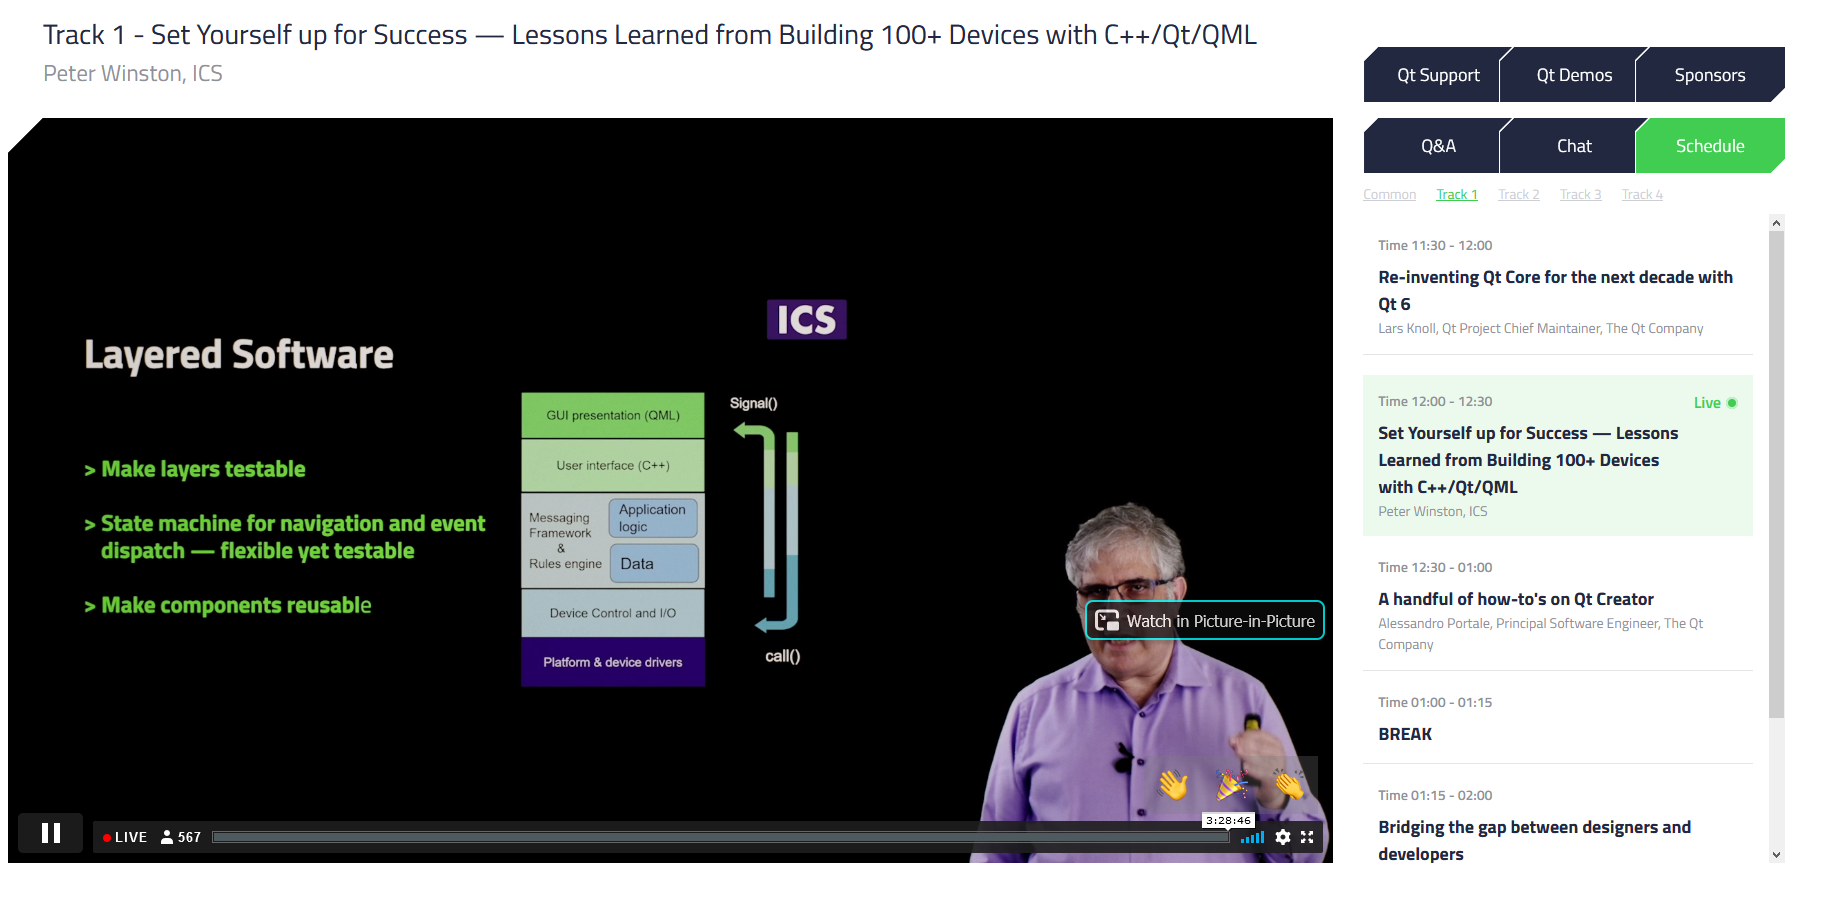 Track 1 - Set Yourself up for Success — Lessons Learned from Building 100+ Devices with C++/Qt/QML
Peter Winston, ICS
Qt Support
Qt Demos
Sponsors
Q&A
Chat
Schedule
Common
Track 1
Track 2
Track 3
Track 4
ICS
Layered Software
> Make layers testable
> State machine for navigation and event
dispatch — flexible yet testable
> Make components reusable
GUI presentation (QML)
User interface (C++)
Messaging
Framework
&
Rules engine
Application
logic
Data
Device Control and I/O
Platform & device drivers
Signal()
call()
Watch in Picture-in-Picture
3:28:46
LIVE
567
Time 11:30 - 12:00
Re-inventing Qt Core for the next decade with
Qt 6
Lars Knoll, Qt Project Chief Maintainer, The Qt Company
Time 12:00 - 12:30
Live
Set Yourself up for Success — Lessons
Learned from Building 100+ Devices
with C++/Qt/QML
Peter Winston, ICS
Time 12:30 - 01:00
A handful of how-to's on Qt Creator
Alessandro Portale, Principal Software Engineer, The Qt
Company
Time 01:00 - 01:15
BREAK
Time 01:15 - 02:00
Bridging the gap between designers and
developers